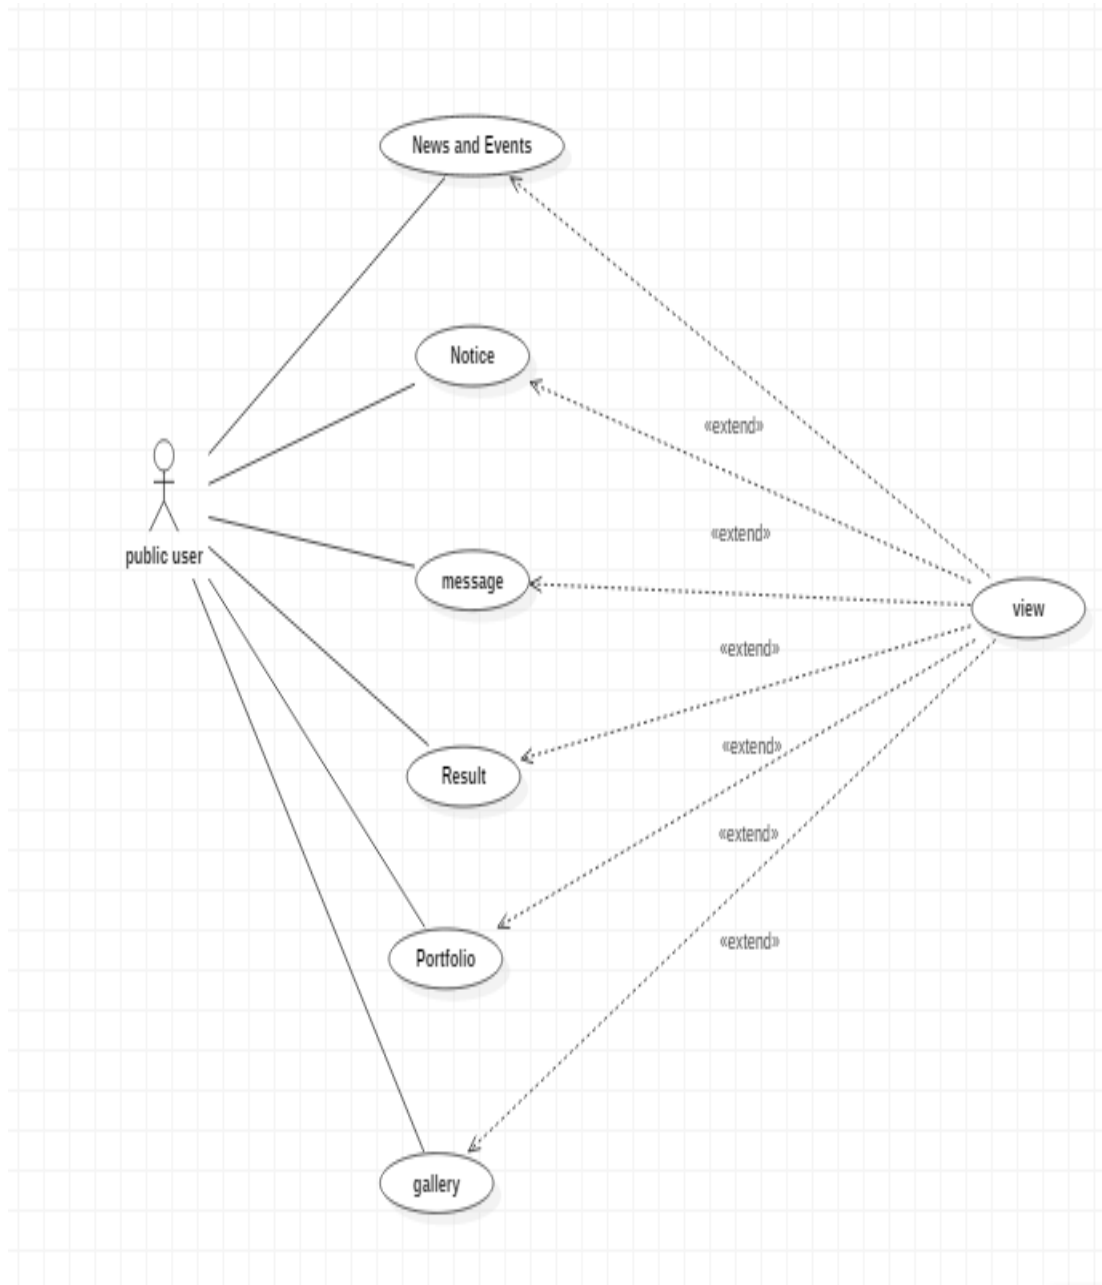 News and Events
Notice
«extend»
«extend»
public user
message
view
«extend»
«extend»
Result
«extend»
«extend»
Portfolio
gallery